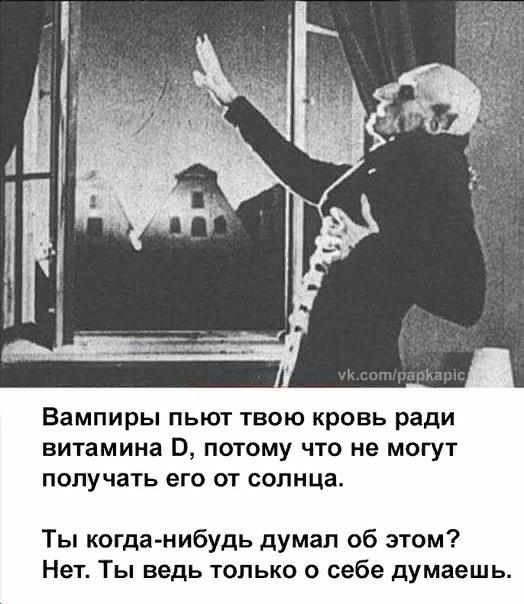 vk.com/papkapic
Вампиры пьют твою кровь ради
витамина D, потому что не могут
получать его от солнца.
Ты когда-нибудь думал об этом?
Нет. Ты ведь только о себе думаешь.